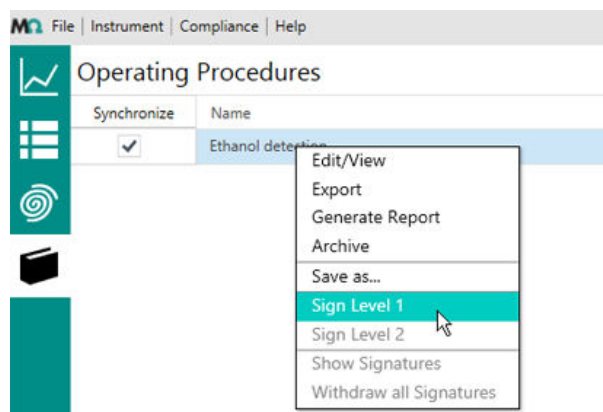 MΩ File | Instrument | Compliance | Help
Operating Procedures
Synchronize Name
Ethanol detection
Edit/View
Export
Generate Report
Archive
Save as...
Sign Level 1
Sign Level 2
Show Signatures
Withdraw all Signatures